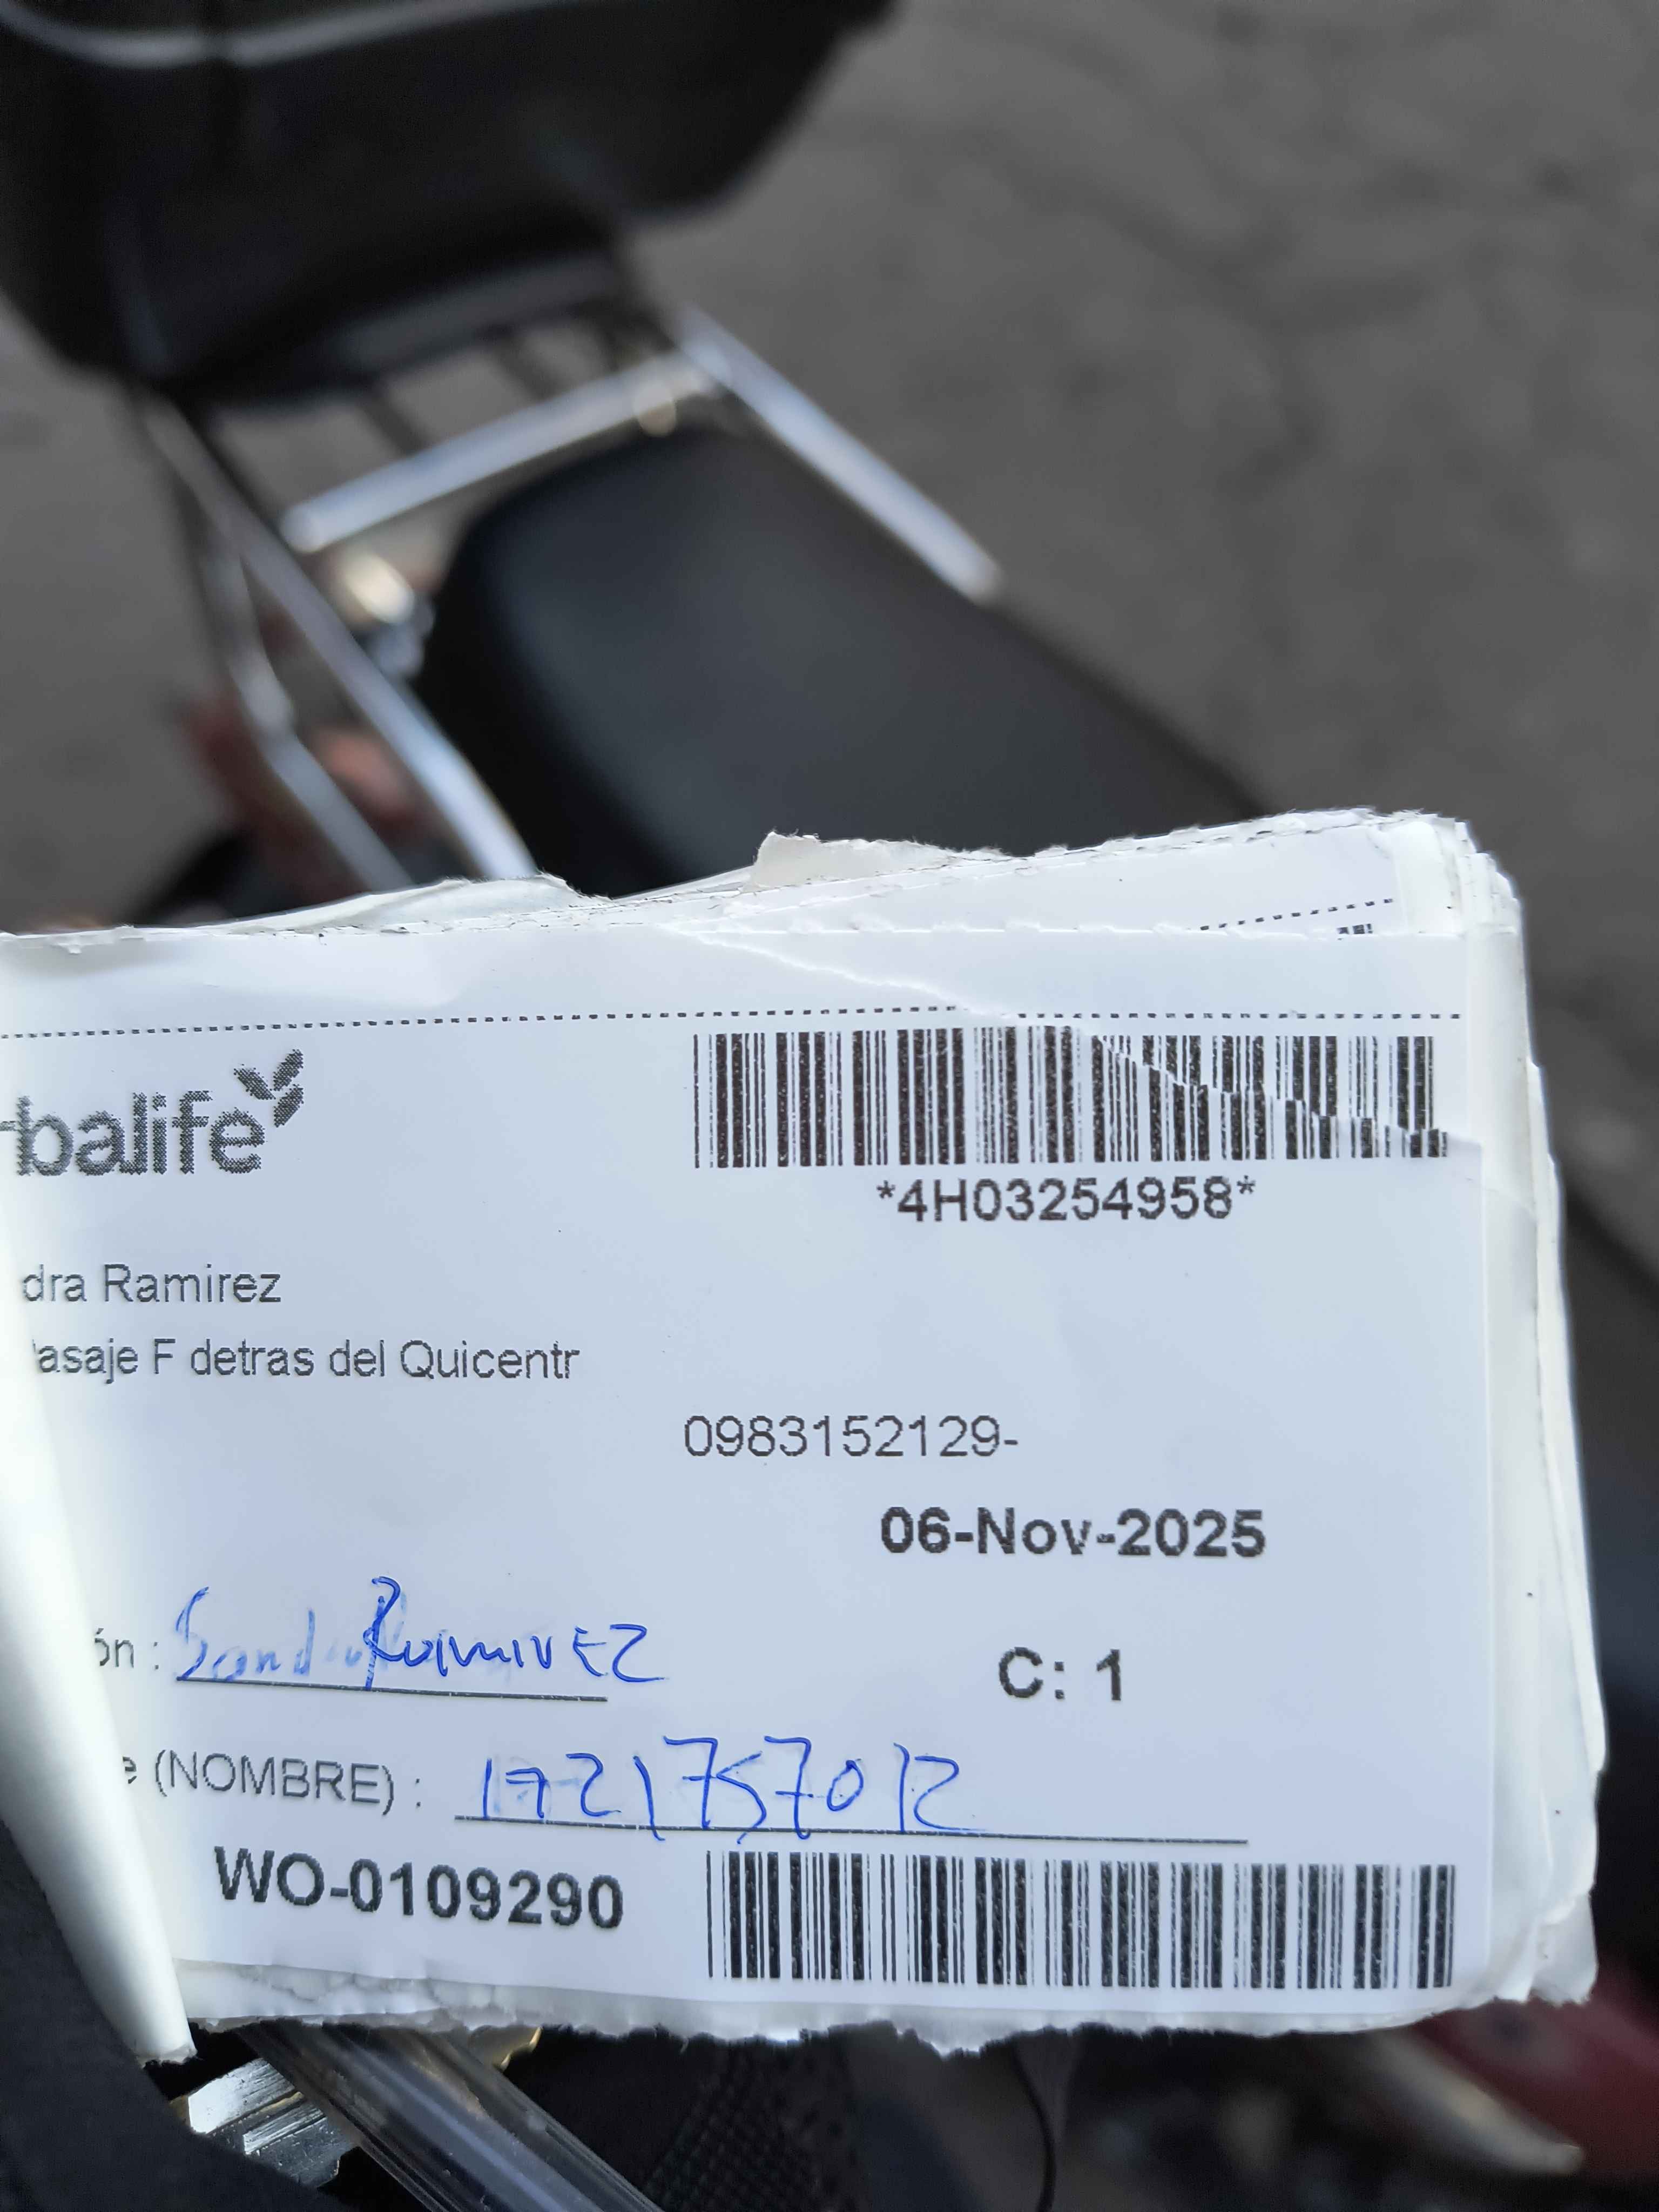 rbalife
*4H03254958*
dra Ramirez
asaje F detras del Quicentr
0983152129-
06-Nov-2025
ón : Sandra Ramirez
C: 1
e (NOMBRE) : 1721757012
WO-0109290